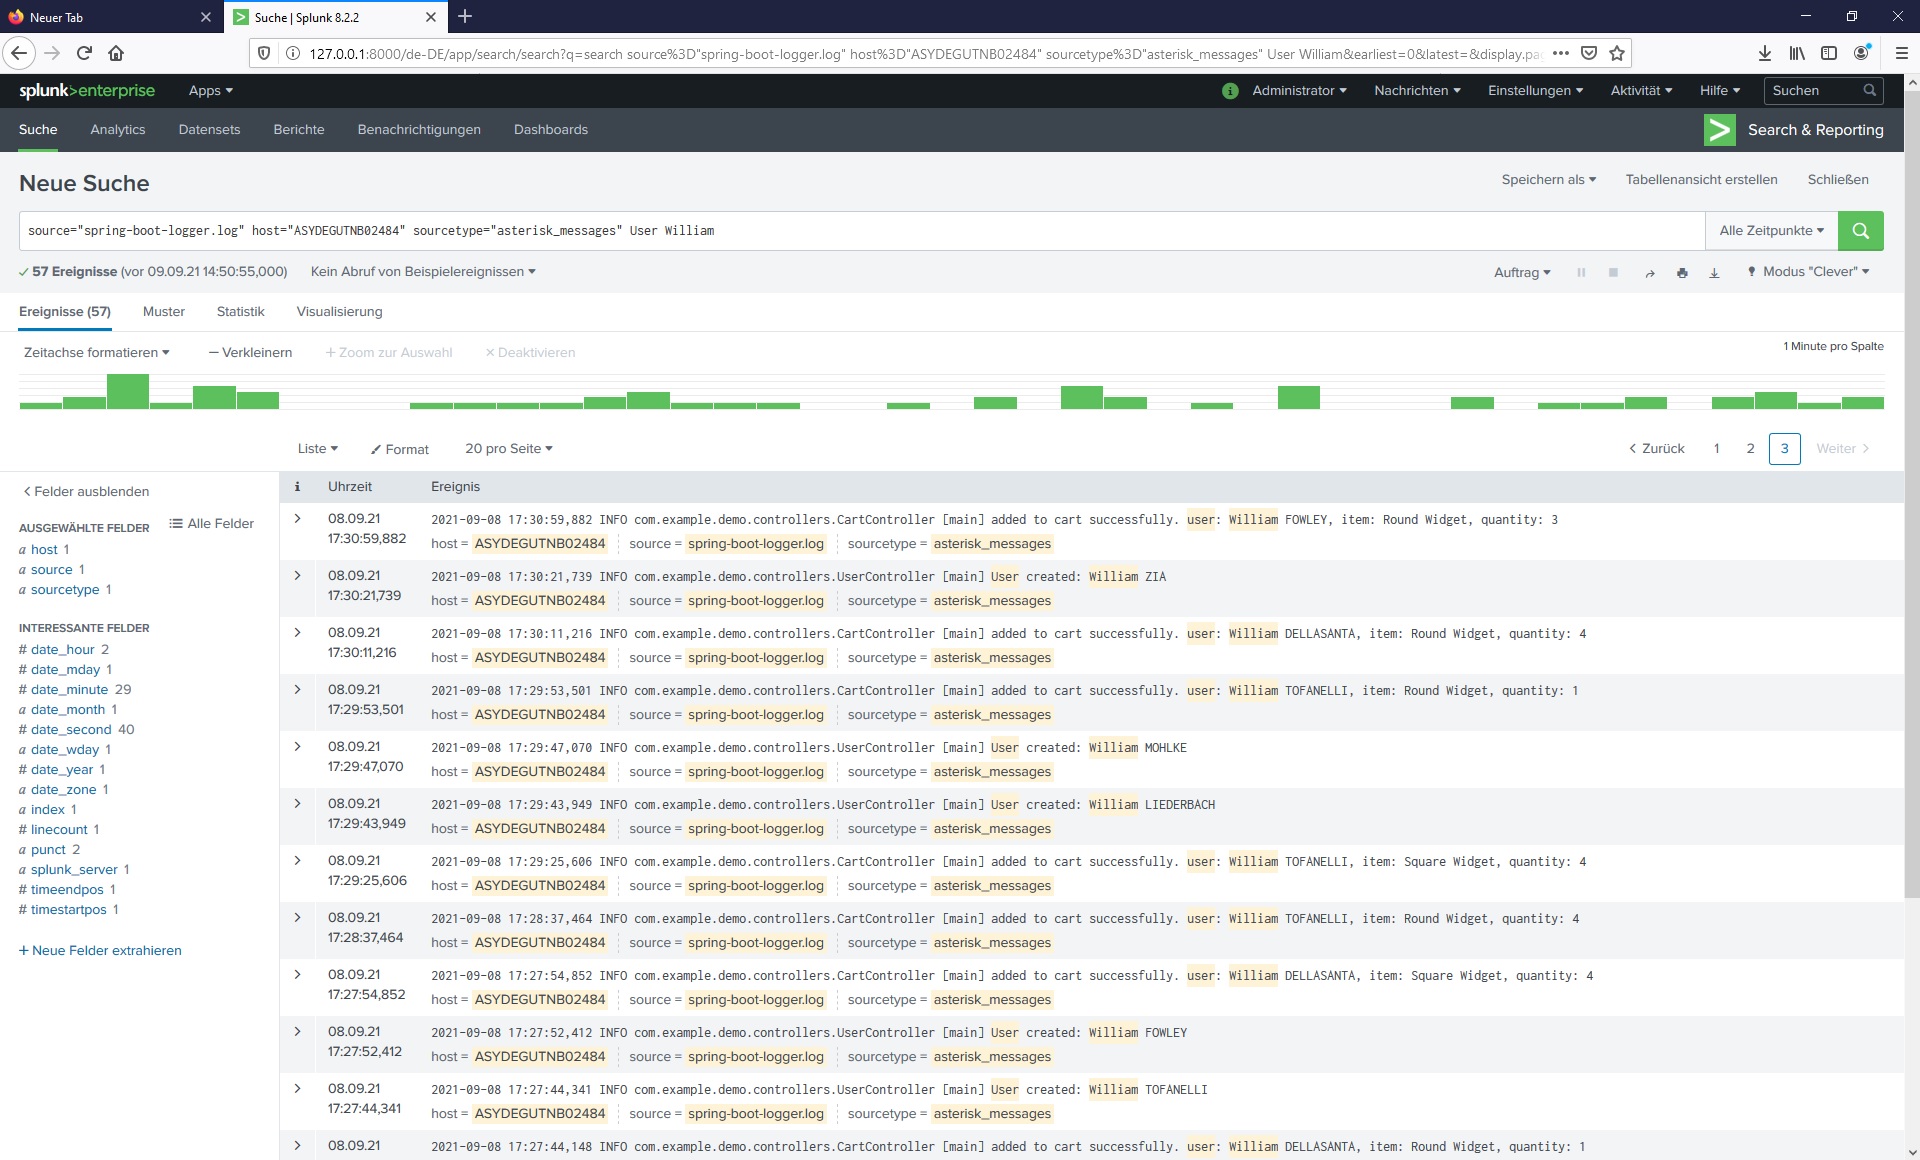 Neuer Tab
Suche | Splunk 8.2.2
127.0.0.1:8000/de-DE/app/search/search?q=search source%3D"spring-boot-logger.log" host%3D"ASYDEGUTNB02484" sourcetype%3D"asterisk_messages" User William&earliest=0&latest=&display.pa
splunk>enterprise Apps Administrator Nachrichten Einstellungen Aktivität Hilfe Suchen
Suche Analytics Datensets Berichte Benachrichtigungen Dashboards Search & Reporting
Neue Suche Speichern als Tabellenansicht erstellen Schließen
source="spring-boot-logger.log" host="ASYDEGUTNB02484" sourcetype="asterisk_messages" User William Alle Zeitpunkte
✓ 57 Ereignisse (vor 09.09.21 14:50:55,000) Kein Abruf von Beispielereignissen Auftrag Modus "Clever"
Ereignisse (57) Muster Statistik Visualisierung
Zeitachse formatieren — Verkleinern + Zoom zur Auswahl × Deaktivieren 1 Minute pro Spalte
Liste Format 20 pro Seite < Zurück 1 2 3 Weiter >
< Felder ausblenden
AUSGEWÄHLTE FELDER Alle Felder
a host 1
a source 1
a sourcetype 1
INTERESSANTE FELDER
# date_hour 2
# date_mday 1
# date_minute 29
a date_month 1
# date_second 40
a date_wday 1
# date_year 1
a date_zone 1
a index 1
# linecount 1
a punct 2
a splunk_server 1
# timeendpos 1
# timestartpos 1
+ Neue Felder extrahieren
i Uhrzeit Ereignis
> 08.09.21 17:30:59,882 2021-09-08 17:30:59,882 INFO com.example.demo.controllers.CartController [main] added to cart successfully. user: William FOWLEY, item: Round Widget, quantity: 3
host = ASYDEGUTNB02484 source = spring-boot-logger.log sourcetype = asterisk_messages
> 08.09.21 17:30:21,739 2021-09-08 17:30:21,739 INFO com.example.demo.controllers.UserController [main] User created: William ZIA
host = ASYDEGUTNB02484 source = spring-boot-logger.log sourcetype = asterisk_messages
> 08.09.21 17:30:11,216 2021-09-08 17:30:11,216 INFO com.example.demo.controllers.CartController [main] added to cart successfully. user: William DELLASANTA, item: Round Widget, quantity: 4
host = ASYDEGUTNB02484 source = spring-boot-logger.log sourcetype = asterisk_messages
> 08.09.21 17:29:53,501 2021-09-08 17:29:53,501 INFO com.example.demo.controllers.CartController [main] added to cart successfully. user: William TOFANELLI, item: Round Widget, quantity: 1
host = ASYDEGUTNB02484 source = spring-boot-logger.log sourcetype = asterisk_messages
> 08.09.21 17:29:47,070 2021-09-08 17:29:47,070 INFO com.example.demo.controllers.UserController [main] User created: William MOHLKE
host = ASYDEGUTNB02484 source = spring-boot-logger.log sourcetype = asterisk_messages
> 08.09.21 17:29:43,949 2021-09-08 17:29:43,949 INFO com.example.demo.controllers.UserController [main] User created: William LIEDERBACH
host = ASYDEGUTNB02484 source = spring-boot-logger.log sourcetype = asterisk_messages
> 08.09.21 17:29:25,606 2021-09-08 17:29:25,606 INFO com.example.demo.controllers.CartController [main] added to cart successfully. user: William TOFANELLI, item: Square Widget, quantity: 4
host = ASYDEGUTNB02484 source = spring-boot-logger.log sourcetype = asterisk_messages
> 08.09.21 17:28:37,464 2021-09-08 17:28:37,464 INFO com.example.demo.controllers.CartController [main] added to cart successfully. user: William TOFANELLI, item: Round Widget, quantity: 4
host = ASYDEGUTNB02484 source = spring-boot-logger.log sourcetype = asterisk_messages
> 08.09.21 17:27:54,852 2021-09-08 17:27:54,852 INFO com.example.demo.controllers.CartController [main] added to cart successfully. user: William DELLASANTA, item: Square Widget, quantity: 4
host = ASYDEGUTNB02484 source = spring-boot-logger.log sourcetype = asterisk_messages
> 08.09.21 17:27:52,412 2021-09-08 17:27:52,412 INFO com.example.demo.controllers.UserController [main] User created: William FOWLEY
host = ASYDEGUTNB02484 source = spring-boot-logger.log sourcetype = asterisk_messages
> 08.09.21 17:27:44,341 2021-09-08 17:27:44,341 INFO com.example.demo.controllers.UserController [main] User created: William TOFANELLI
host = ASYDEGUTNB02484 source = spring-boot-logger.log sourcetype = asterisk_messages
> 08.09.21 2021-09-08 17:27:44,148 INFO com.example.demo.controllers.CartController [main] added to cart successfully. user: William DELLASANTA, item: Round Widget, quantity: 1